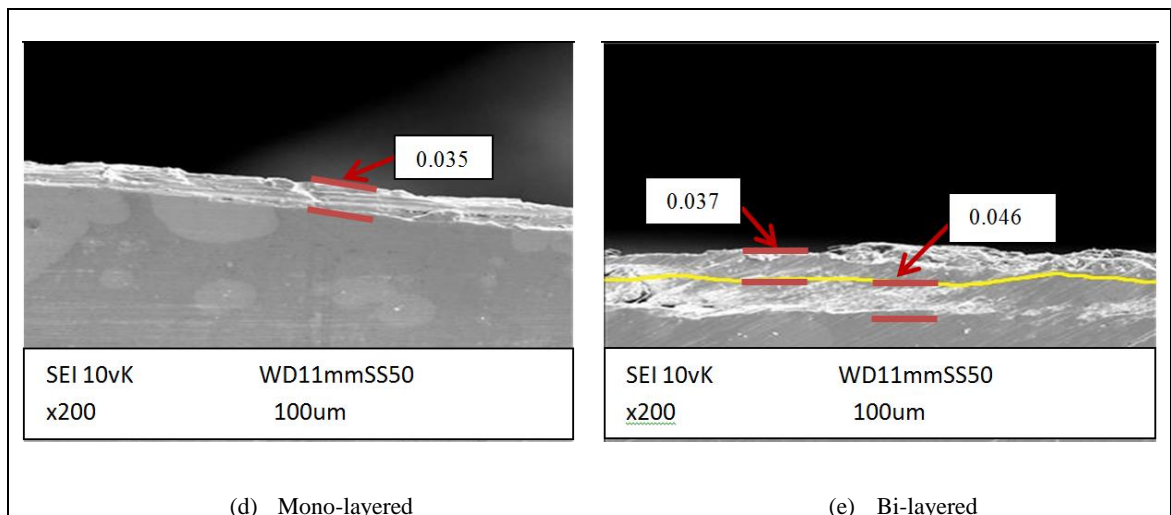 0.035
SEI 10vK WD11mmSS50
x200 100um
(d) Mono-layered
0.037
0.046
SEI 10vK WD11mmSS50
x200 100um
(e) Bi-layered